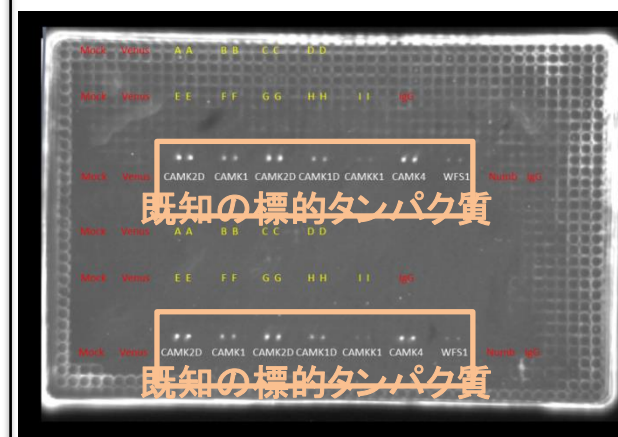 Mock Venus A A B B C C D D
Mock Venus E E F F G G H H I I IgG
Mock Venus CAMK2D CAMK1 CAMK2D CAMK1D CAMKK1 CAMK4 WFS1 Numb IgG
既知の標的タンパク質
Mock Venus A A B B C C D D
Mock Venus E E F F G G H H I I IgG
Mock Venus CAMK2D CAMK1 CAMK2D CAMK1D CAMKK1 CAMK4 WFS1 Numb IgG
既知の標的タンパク質